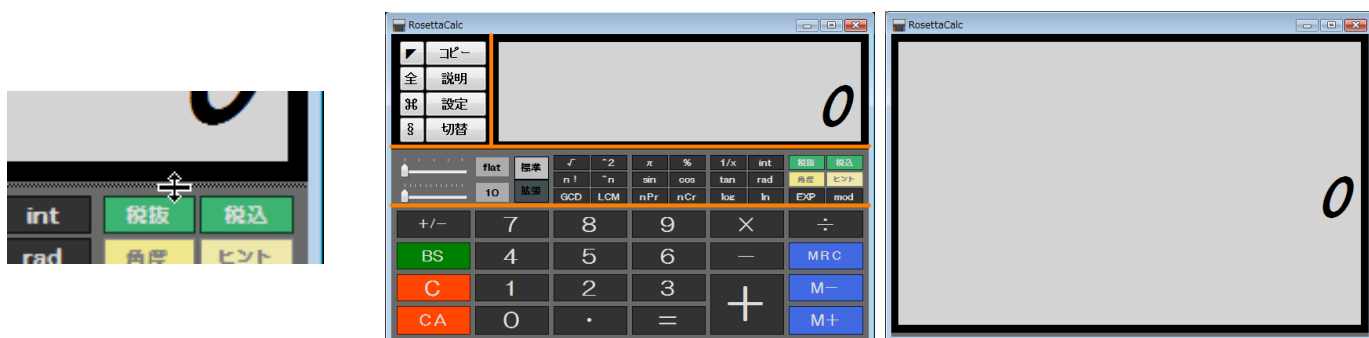 0
int 税抜 税込
rad 角度 ヒント
RosettaCalc
◤ コピー
全 説明
⌘ 設定
§ 切替
0
flat 標準 √ ^2 π % 1/x int 税抜 税込
n! ^n sin cos tan rad 角度 ヒント
10 拡張 GCD LCM nPr nCr log ln EXP mod
+/− 7 8 9 × ÷
BS 4 5 6 − MRC
C 1 2 3 + M−
CA 0 · = M+
RosettaCalc
0